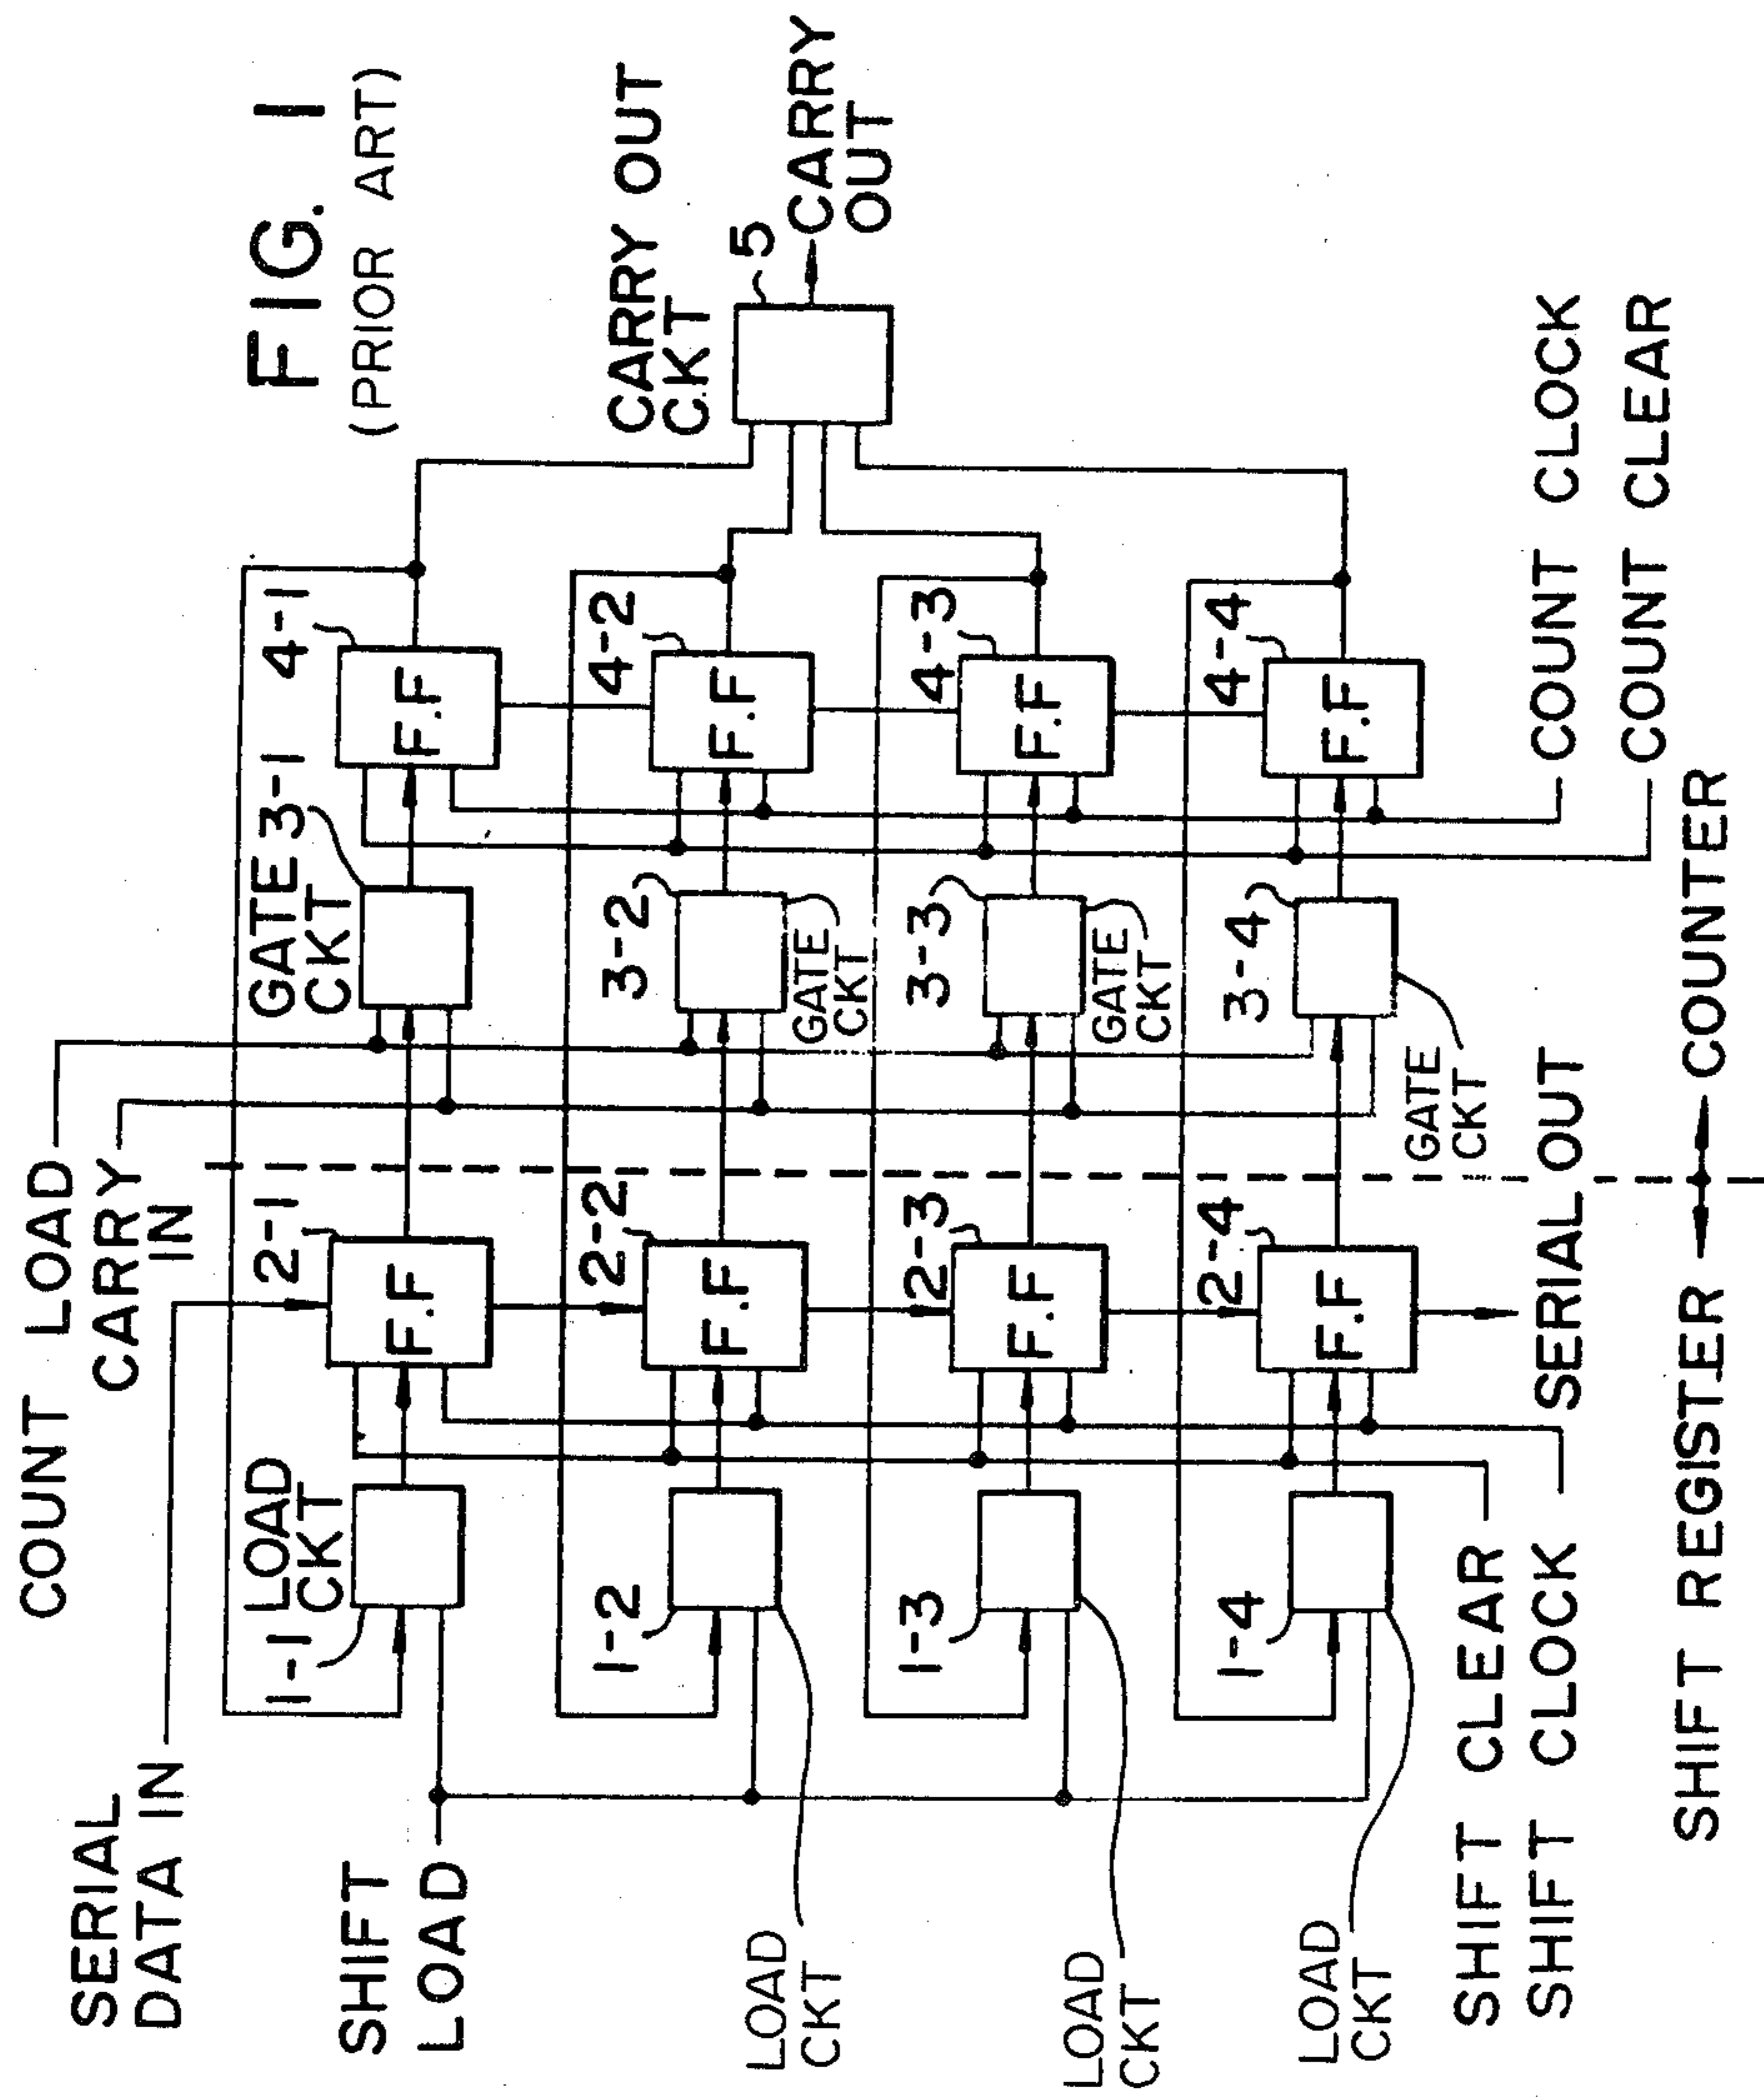 FIG. 1
(PRIOR ART)
COUNT LOAD
CARRY
IN
SERIAL
DATA IN
SHIFT
LOAD
LOAD
CKT
1-1
2-1
F.F
GATE 3-1
CKT
4-1
F.F
CARRY OUT
CKT
5
CARRY
OUT
1-2
LOAD
CKT
2-2
F.F
3-2
GATE
CKT
4-2
F.F
1-3
LOAD
CKT
2-3
F.F
3-3
GATE
CKT
4-3
F.F
1-4
LOAD
CKT
2-4
F.F
3-4
GATE
CKT
4-4
F.F
SHIFT CLEAR
SHIFT CLOCK
SERIAL OUT
COUNT CLOCK
COUNT CLEAR
SHIFT REGISTER
COUNTER